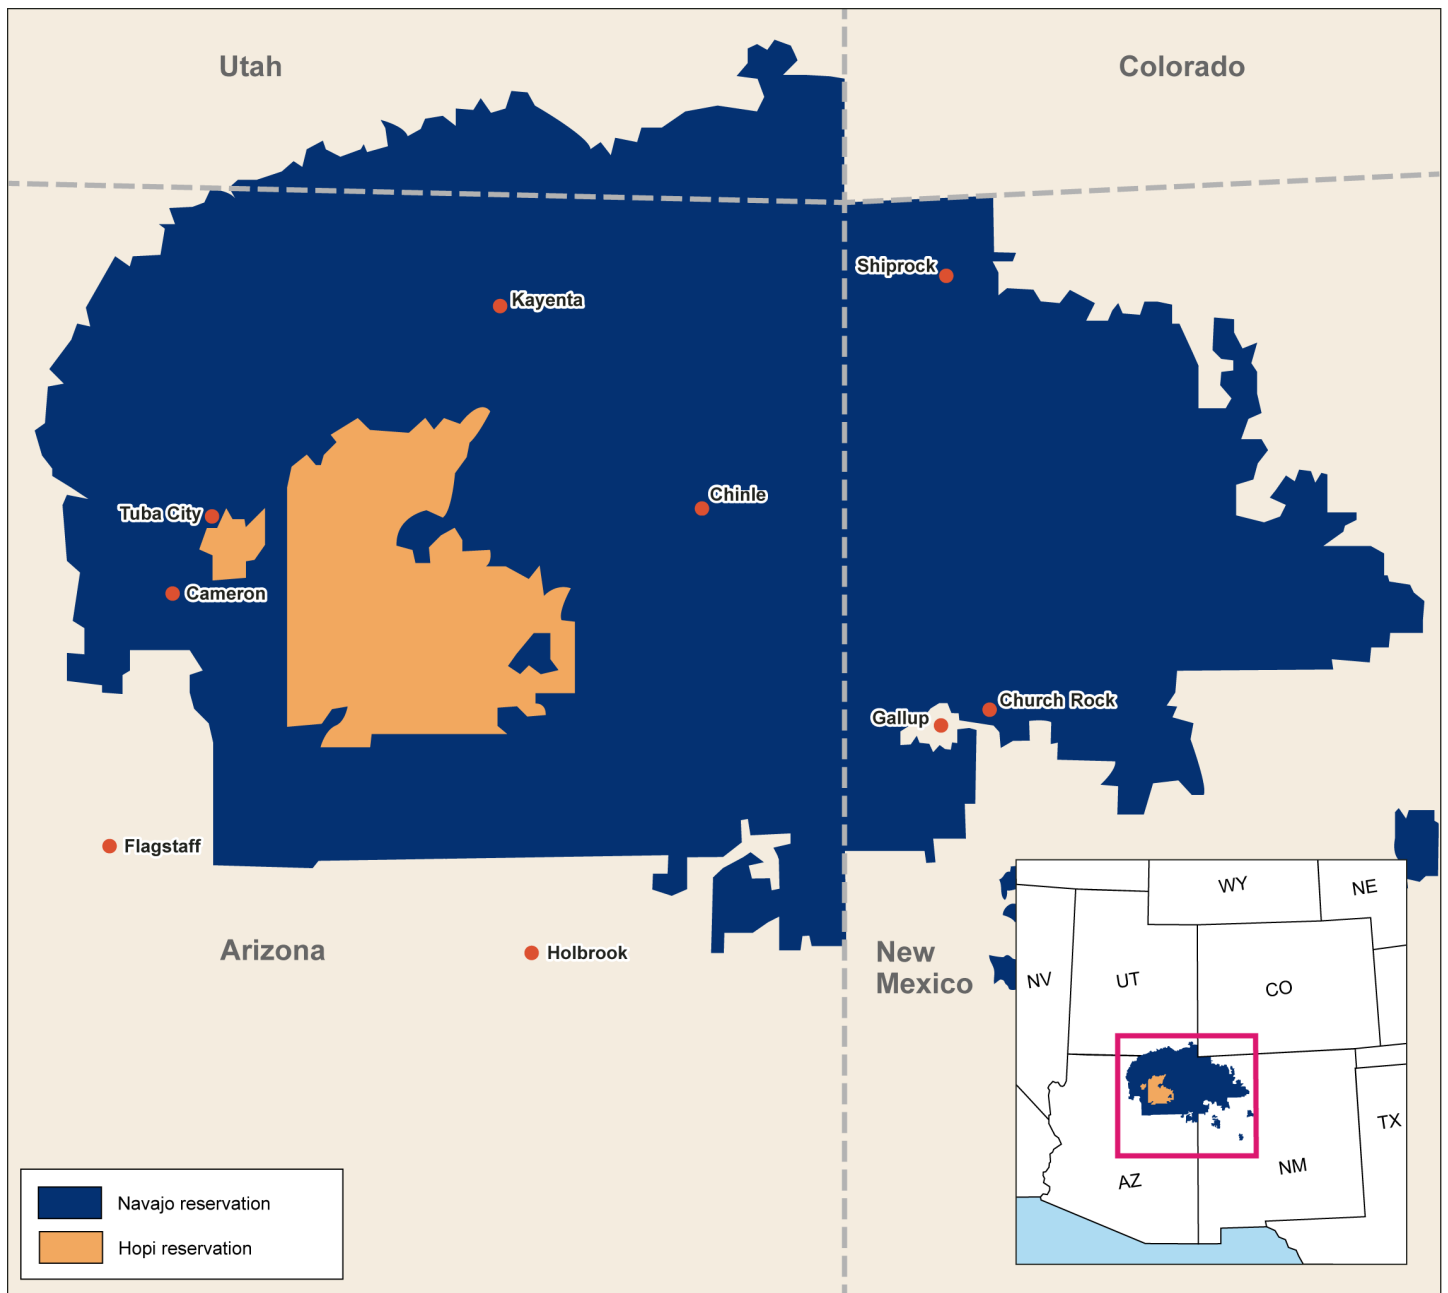 Utah
Colorado
Shiprock
Kayenta
Chinle
Tuba City
Cameron
Church Rock
Gallup
Flagstaff
Arizona
Holbrook
New
Mexico
WY
NE
NV
UT
CO
TX
AZ
NM
Navajo reservation
Hopi reservation